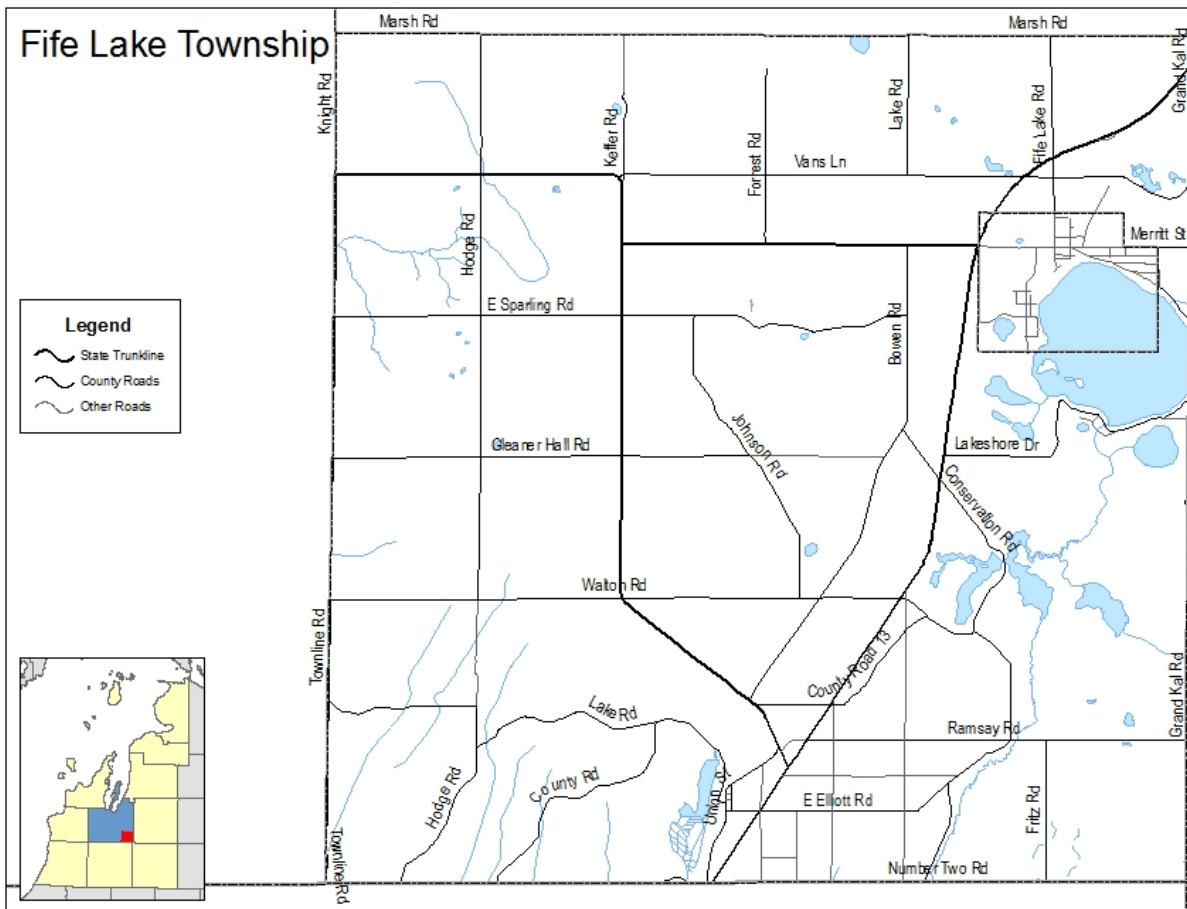 Fife Lake Township
Marsh Rd
Marsh Rd
Grand Kal Rd
Knight Rd
Keffer Rd
Forrest Rd
Lake Rd
Fife Lake Rd
Vans Ln
Hodge Rd
Merritt St
E Sparling Rd
Bowen Rd
Legend
State Trunkline
County Roads
Other Roads
Gleaner Hall Rd
Johnson Rd
Lakeshore Dr
Conservation Rd
Walton Rd
Townline Rd
County Road 13
Grand Kal Rd
Lake Rd
Ramsay Rd
Hodge Rd
County Rd
Union St
E Elliott Rd
Fritz Rd
Townline Rd
Number Two Rd